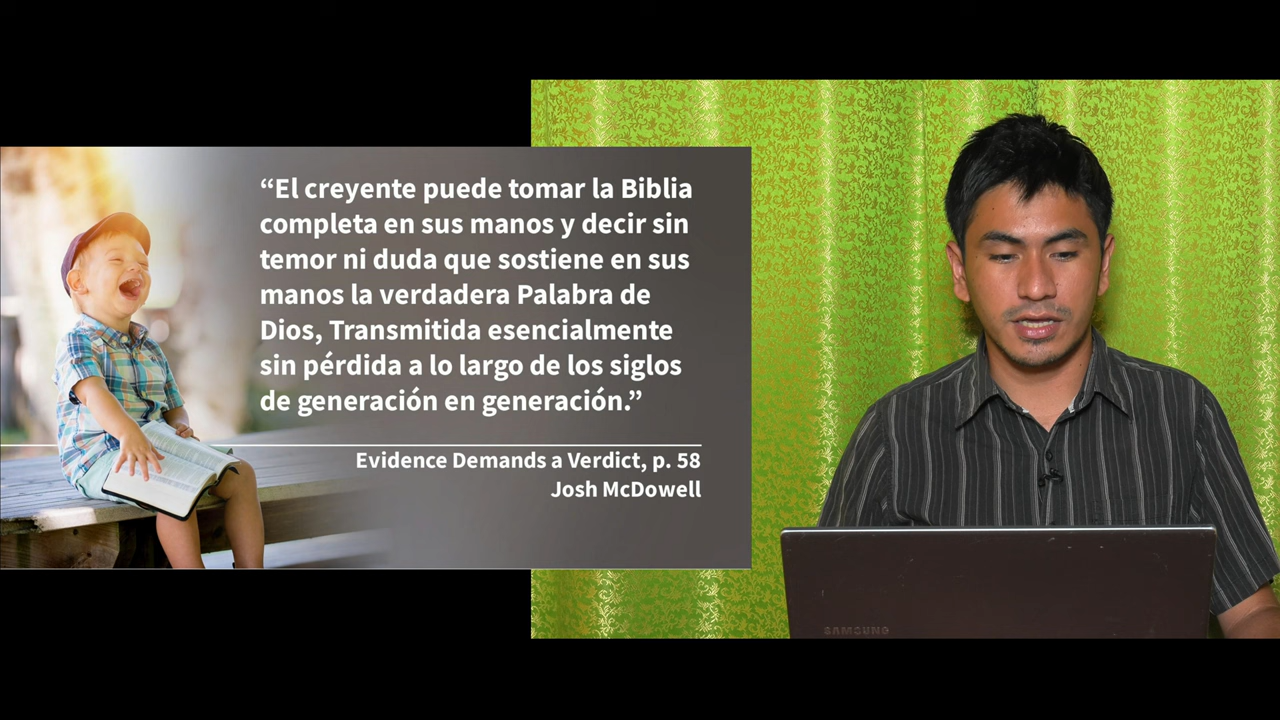 “El creyente puede tomar la Biblia
completa en sus manos y decir sin
temor ni duda que sostiene en sus
manos la verdadera Palabra de
Dios, Transmitida esencialmente
sin pérdida a lo largo de los siglos
de generación en generación.”
Evidence Demands a Verdict, p. 58
Josh McDowell
SAMSUNG